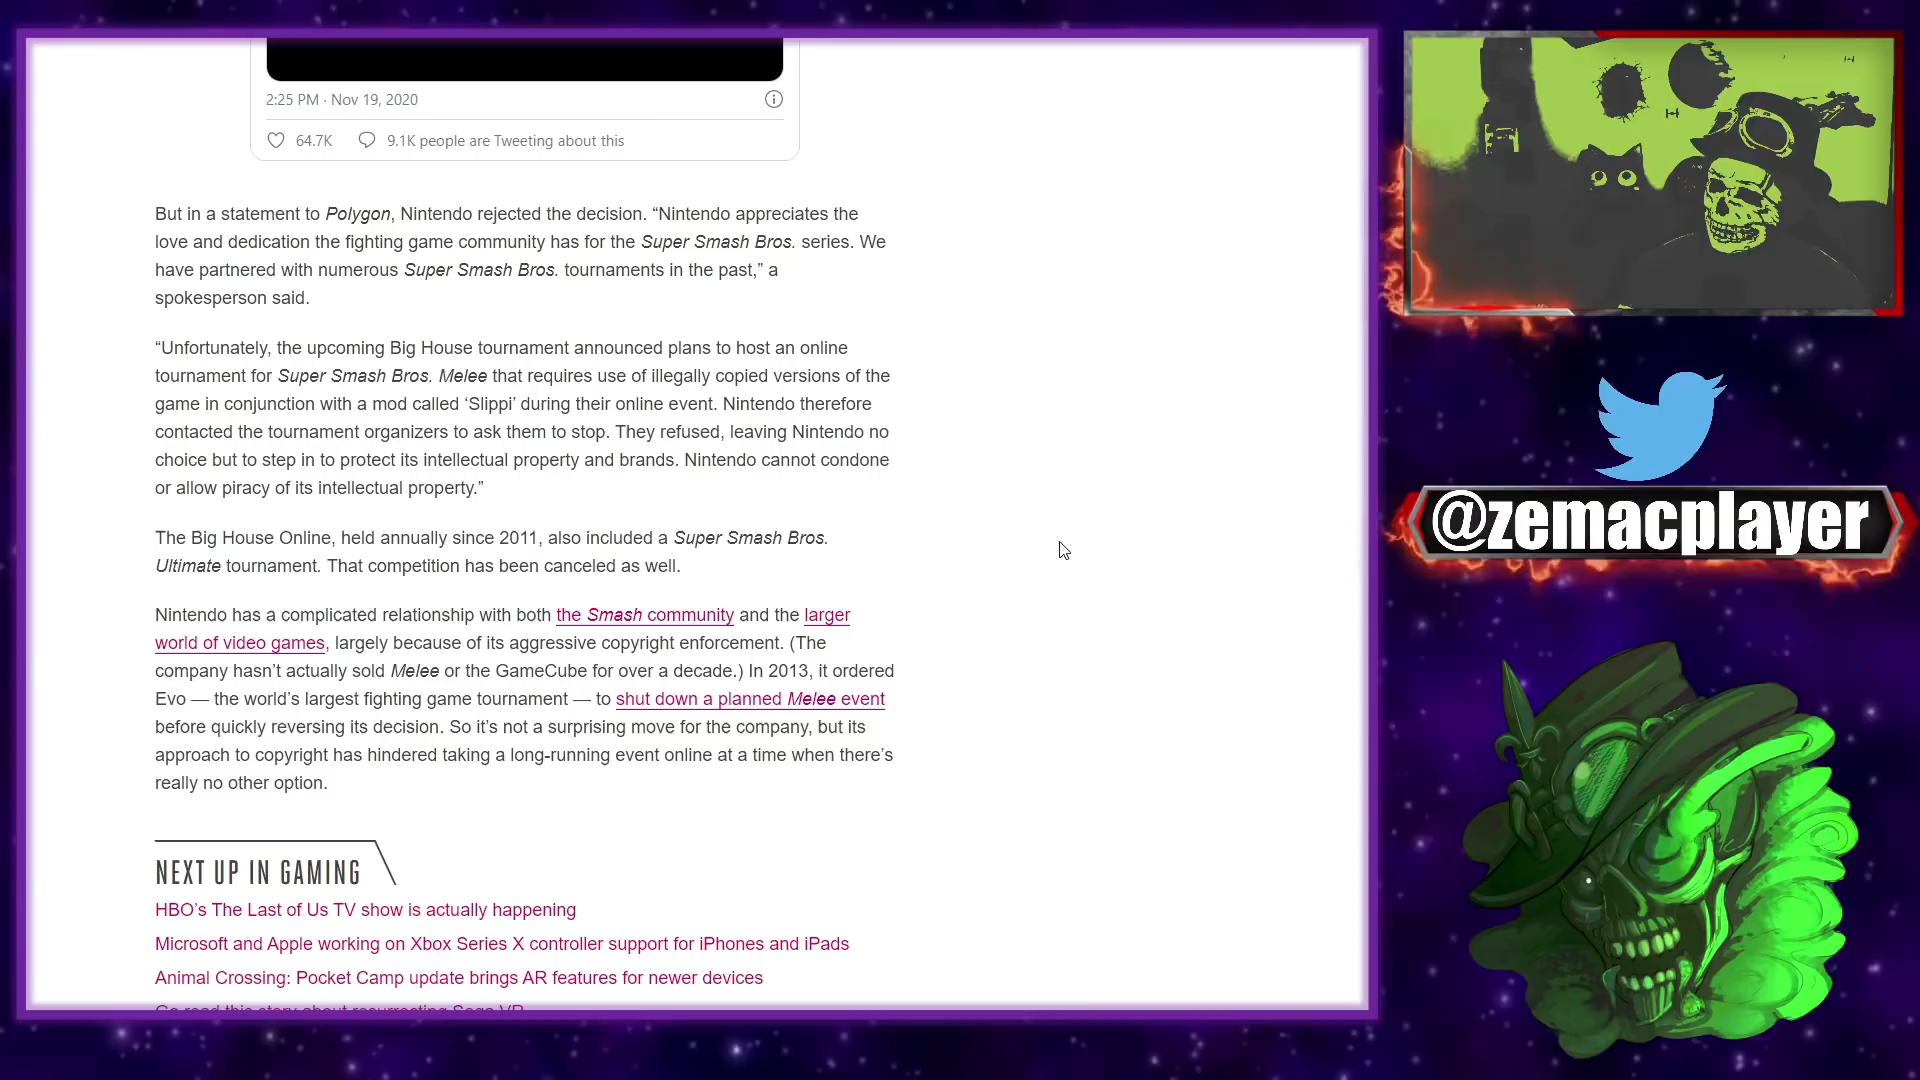 2:25 PM · Nov 19, 2020
64.7K 9.1K people are Tweeting about this
But in a statement to Polygon, Nintendo rejected the decision. “Nintendo appreciates the
love and dedication the fighting game community has for the Super Smash Bros. series. We
have partnered with numerous Super Smash Bros. tournaments in the past,” a
spokesperson said.
“Unfortunately, the upcoming Big House tournament announced plans to host an online
tournament for Super Smash Bros. Melee that requires use of illegally copied versions of the
game in conjunction with a mod called ‘Slippi’ during their online event. Nintendo therefore
contacted the tournament organizers to ask them to stop. They refused, leaving Nintendo no
choice but to step in to protect its intellectual property and brands. Nintendo cannot condone
or allow piracy of its intellectual property.”
The Big House Online, held annually since 2011, also included a Super Smash Bros.
Ultimate tournament. That competition has been canceled as well.
Nintendo has a complicated relationship with both the Smash community and the larger
world of video games, largely because of its aggressive copyright enforcement. (The
company hasn’t actually sold Melee or the GameCube for over a decade.) In 2013, it ordered
Evo — the world’s largest fighting game tournament — to shut down a planned Melee event
before quickly reversing its decision. So it’s not a surprising move for the company, but its
approach to copyright has hindered taking a long-running event online at a time when there’s
really no other option.
NEXT UP IN GAMING
HBO’s The Last of Us TV show is actually happening
Microsoft and Apple working on Xbox Series X controller support for iPhones and iPads
Animal Crossing: Pocket Camp update brings AR features for newer devices
Go read this story about resurrecting Sega VR
@zemacplayer